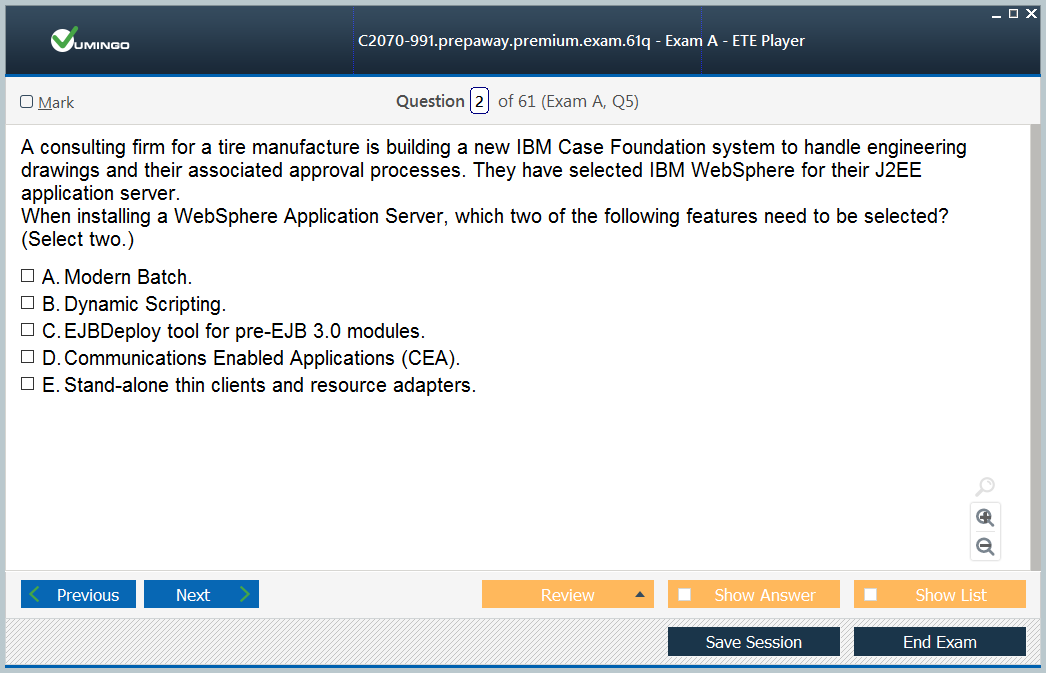 VUMINGO
C2070-991.prepaway.premium.exam.61q - Exam A - ETE Player
Mark
Question 2 of 61 (Exam A, Q5)
A consulting firm for a tire manufacture is building a new IBM Case Foundation system to handle engineering
drawings and their associated approval processes. They have selected IBM WebSphere for their J2EE
application server.
When installing a WebSphere Application Server, which two of the following features need to be selected?
(Select two.)
A. Modern Batch.
B. Dynamic Scripting.
C. EJBDeploy tool for pre-EJB 3.0 modules.
D. Communications Enabled Applications (CEA).
E. Stand-alone thin clients and resource adapters.
Previous
Next
Review
Show Answer
Show List
Save Session
End Exam